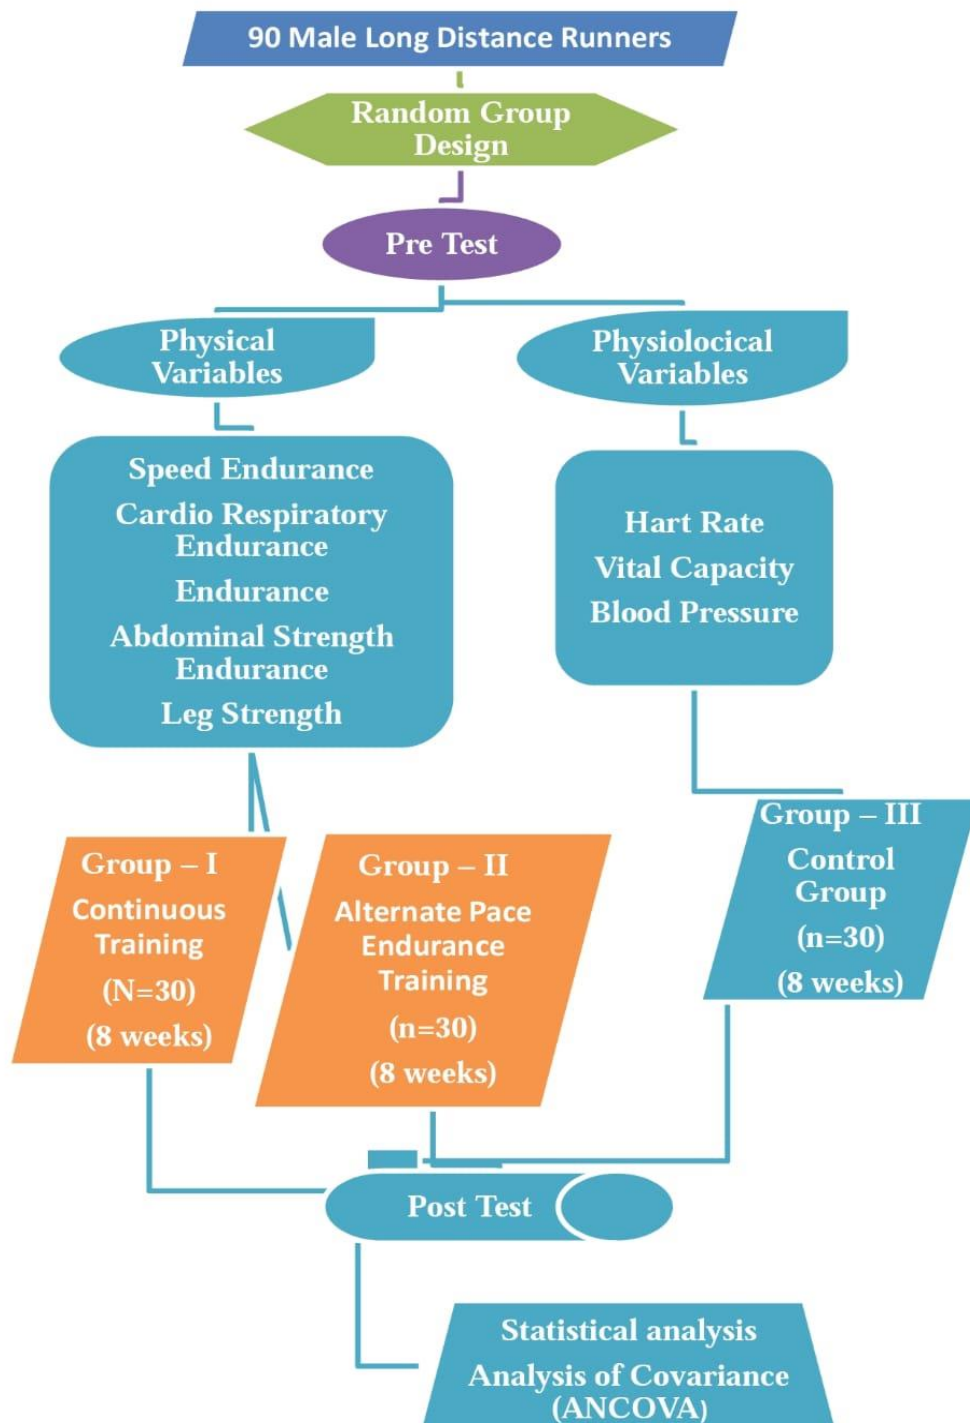 90 Male Long Distance Runners
Random Group
Design
Pre Test
Physical
Variables
Physiolocical
Variables
Speed Endurance
Cardio Respiratory
Endurance
Endurance
Abdominal Strength
Endurance
Leg Strength
Hart Rate
Vital Capacity
Blood Pressure
Group – I
Continuous
Training
(N=30)
(8 weeks)
Group – II
Alternate Pace
Endurance
Training
(n=30)
(8 weeks)
Group – III
Control
Group
(n=30)
(8 weeks)
Post Test
Statistical analysis
Analysis of Covariance
(ANCOVA)